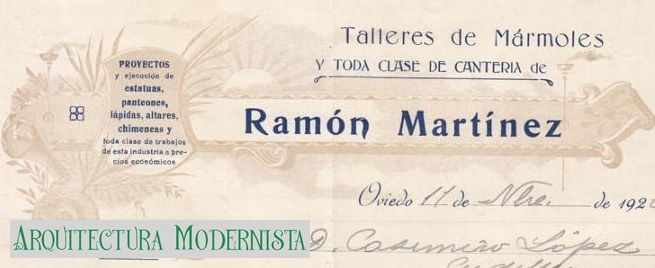 Talleres de Mármoles
Y TODA CLASE DE CANTERIA de
Ramón Martínez
PROYECTOS
y ejecución de
estatuas,
panteones,
lápidas, altares,
chimeneas y
toda clase de trabajos
de esta industria a pre-
cios económicos
Oviedo 11 de Nbre. de 192
D. Casimiro López
ARQUITECTURA MODERNISTA